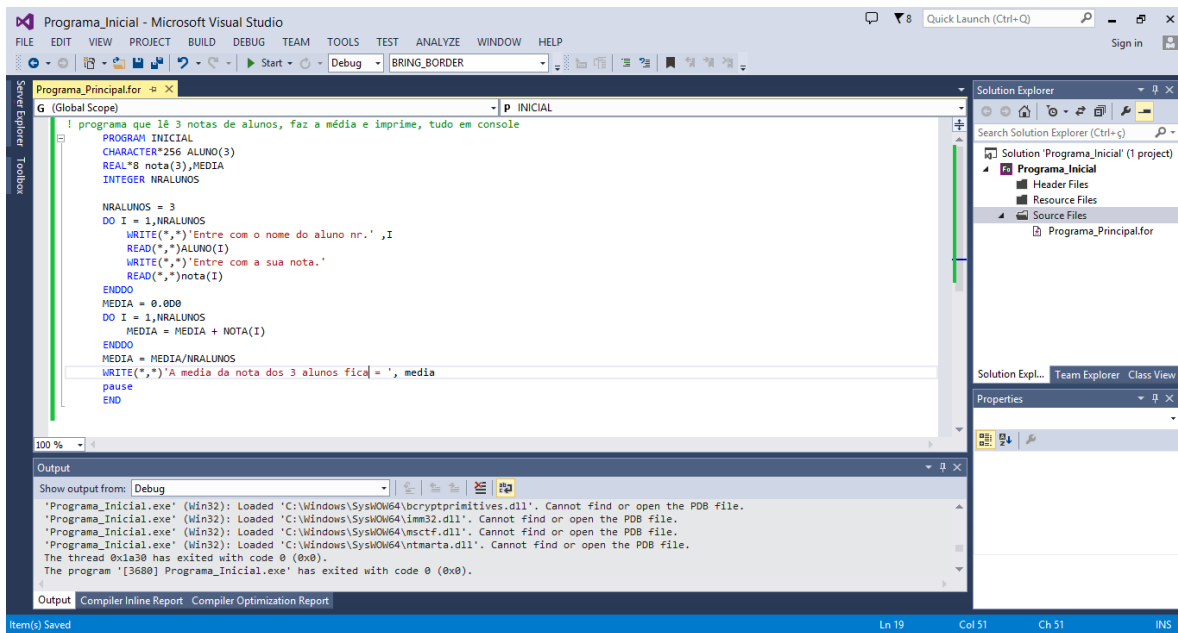 Programa_Inicial - Microsoft Visual Studio
8
Quick Launch (Ctrl+Q)
FILE EDIT VIEW PROJECT BUILD DEBUG TEAM TOOLS TEST ANALYZE WINDOW HELP
Sign in
Start Debug BRING_BORDER
Server Explorer
Toolbox
Programa_Principal.for
G (Global Scope)
P INICIAL
! programa que lê 3 notas de alunos, faz a média e imprime, tudo em console
PROGRAM INICIAL
CHARACTER*256 ALUNO(3)
REAL*8 nota(3),MEDIA
INTEGER NRALUNOS
NRALUNOS = 3
DO I = 1,NRALUNOS
WRITE(*,*)'Entre com o nome do aluno nr.' ,I
READ(*,*)ALUNO(I)
WRITE(*,*)'Entre com a sua nota.'
READ(*,*)nota(I)
ENDDO
MEDIA = 0.0D0
DO I = 1,NRALUNOS
MEDIA = MEDIA + NOTA(I)
ENDDO
MEDIA = MEDIA/NRALUNOS
WRITE(*,*)'A media da nota dos 3 alunos fica = ', media
pause
END
100 %
Output
Show output from: Debug
'Programa_Inicial.exe' (Win32): Loaded 'C:\Windows\SysWOW64\bcryptprimitives.dll'. Cannot find or open the PDB file.
'Programa_Inicial.exe' (Win32): Loaded 'C:\Windows\SysWOW64\imm32.dll'. Cannot find or open the PDB file.
'Programa_Inicial.exe' (Win32): Loaded 'C:\Windows\SysWOW64\msctf.dll'. Cannot find or open the PDB file.
'Programa_Inicial.exe' (Win32): Loaded 'C:\Windows\SysWOW64\ntmarta.dll'. Cannot find or open the PDB file.
The thread 0x1a30 has exited with code 0 (0x0).
The program '[3680] Programa_Inicial.exe' has exited with code 0 (0x0).
Output Compiler Inline Report Compiler Optimization Report
Solution Explorer
Search Solution Explorer (Ctrl+ç)
Solution 'Programa_Inicial' (1 project)
Fo Programa_Inicial
Header Files
Resource Files
Source Files
Programa_Principal.for
Solution Expl... Team Explorer Class View
Properties
Item(s) Saved
Ln 19 Col 51 Ch 51 INS